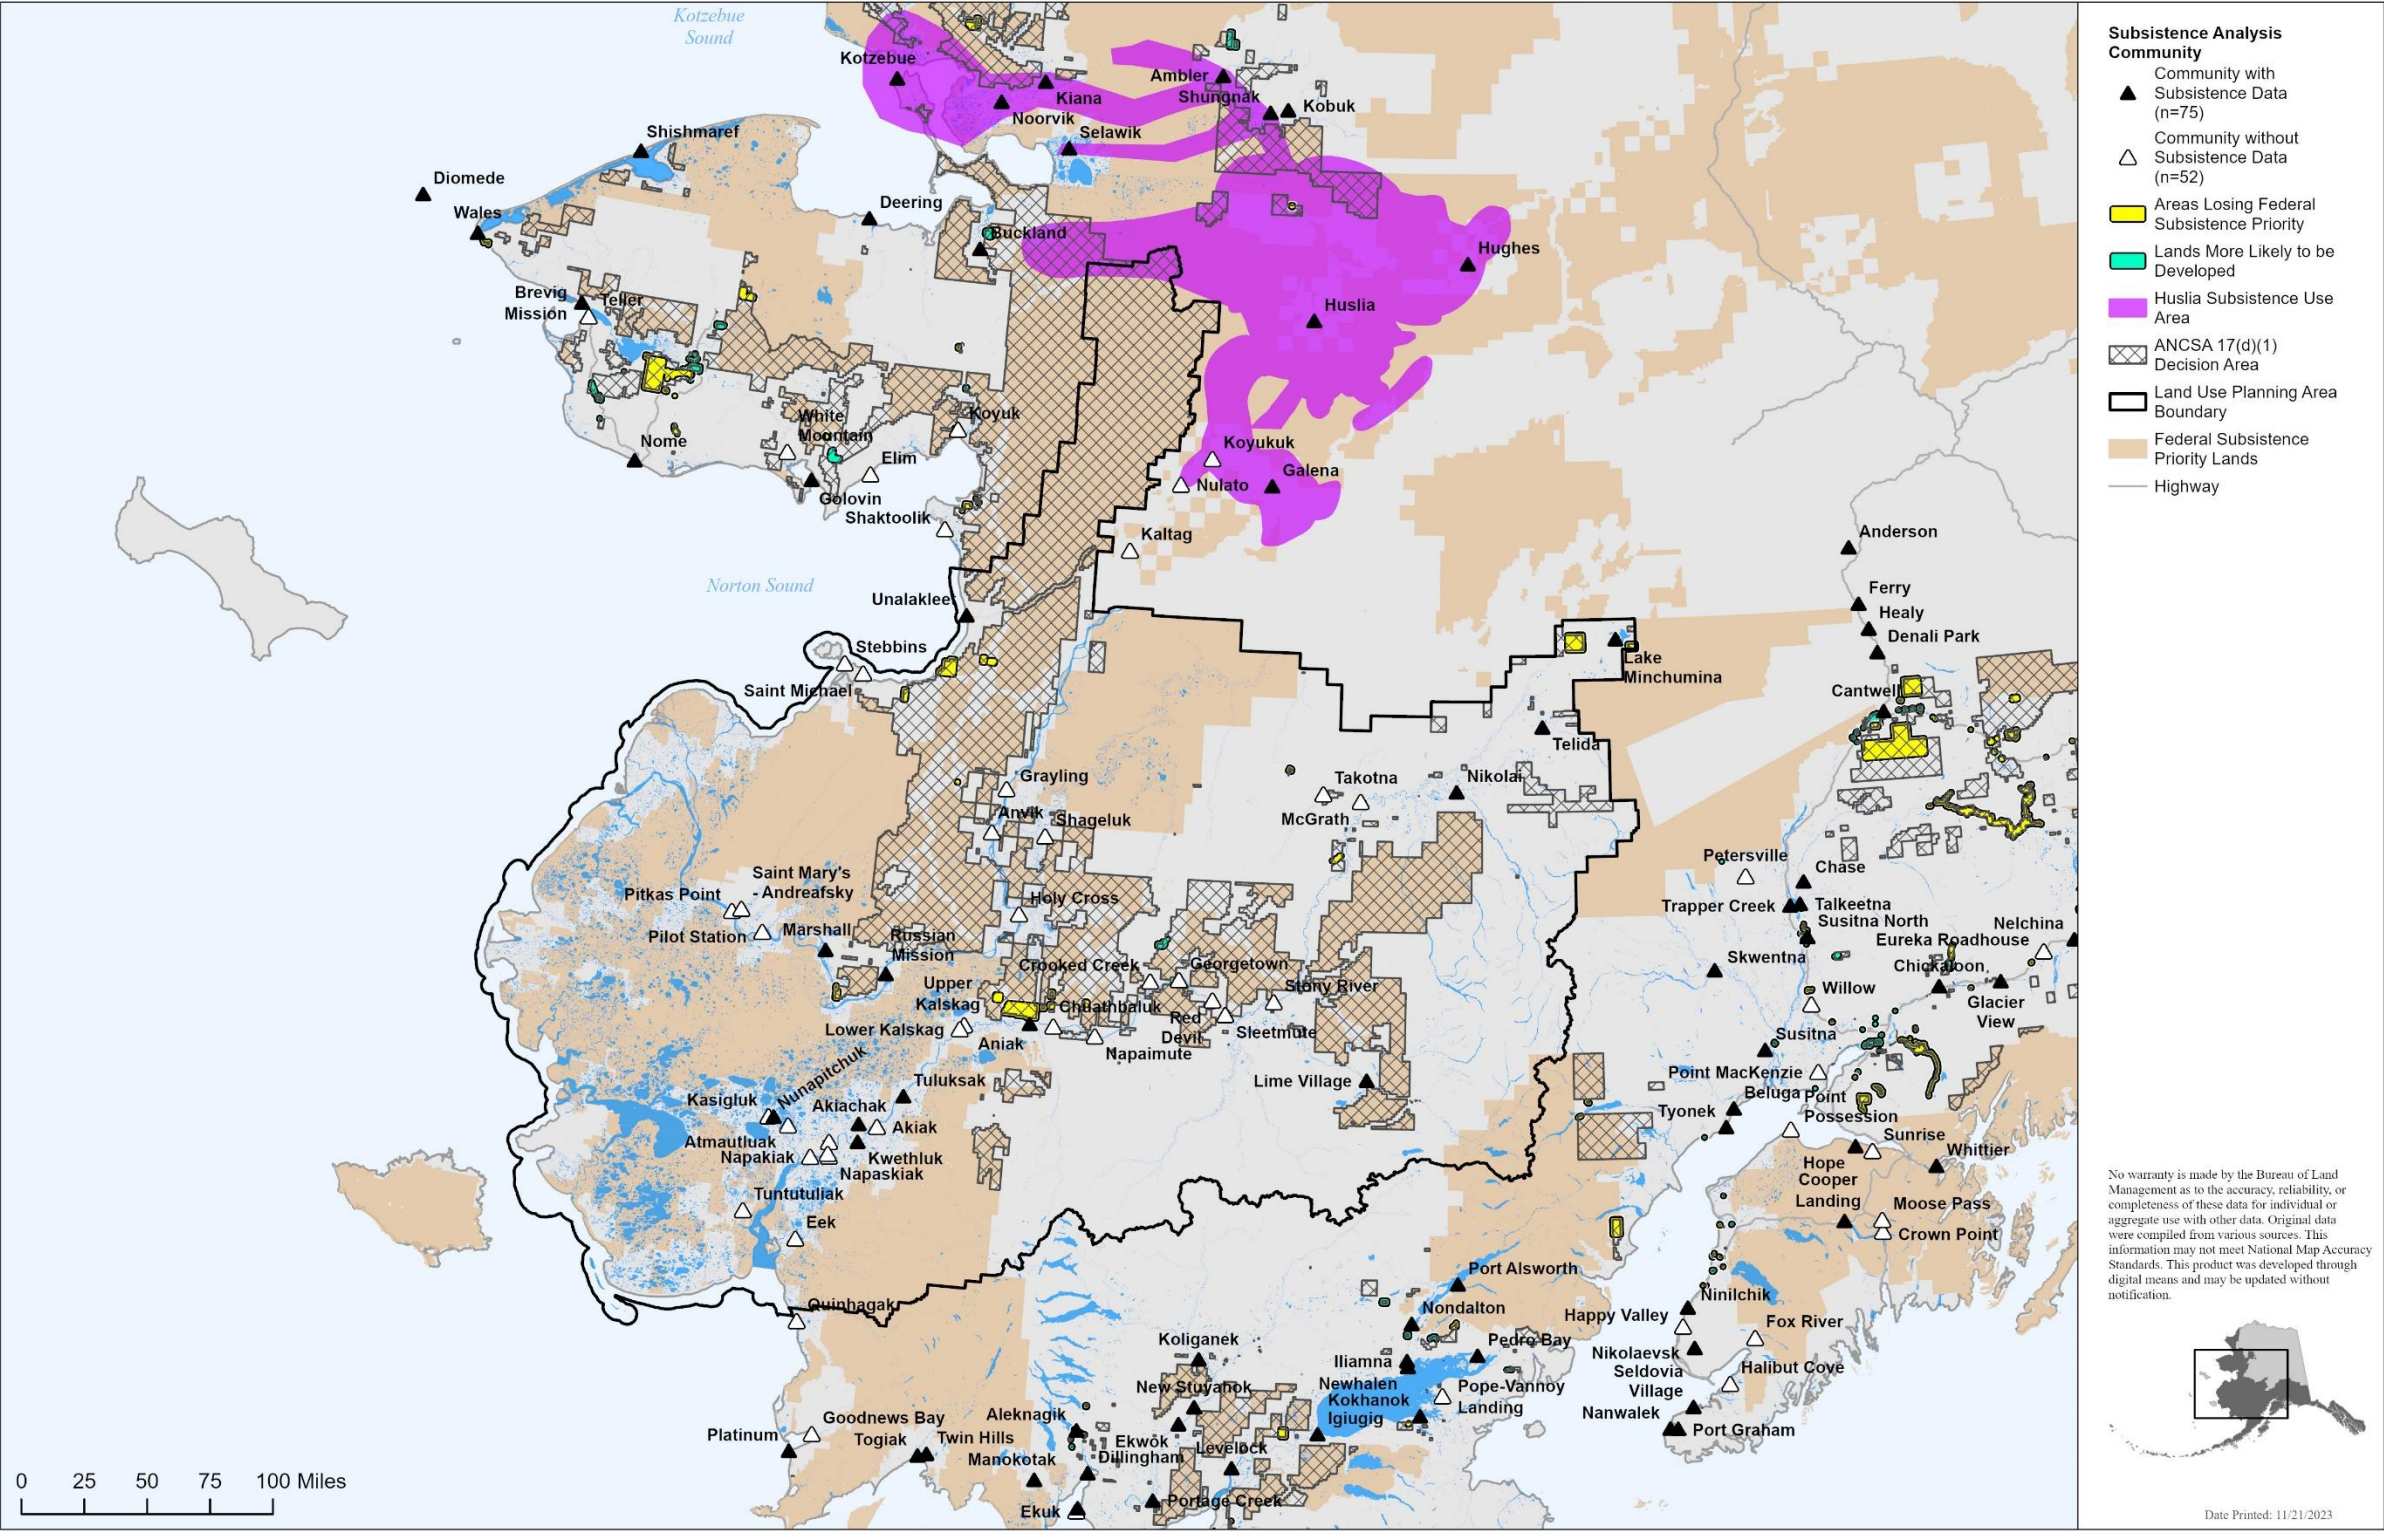 Kotzebue
Sound
Kotzebue
Kiana
Noorvik
Selawik
Ambler
Shungnak
Kobuk
Shishmaref
Diomede
Wales
Deering
Buckland
Hughes
Huslia
Brevig
Mission
Teller
White
Mountain
Koyuk
Nome
Elim
Golovin
Shaktoolik
Koyukuk
Galena
Nulato
Kaltag
Norton Sound
Unalakleet
Stebbins
Saint Michael
Anderson
Ferry
Healy
Denali Park
Lake
Minchumina
Cantwell
Telida
Grayling
Anvik
Shageluk
Takotna
McGrath
Nikolai
Petersville
Chase
Trapper Creek
Talkeetna
Susitna North
Nelchina
Eureka Roadhouse
Chickaloon
Skwentna
Willow
Glacier
View
Saint Mary's
- Andreafsky
Pitkas Point
Pilot Station
Marshall
Russian
Mission
Holy Cross
Crooked Creek
Georgetown
Stony River
Upper
Kalskag
Chuathbaluk
Red
Devil
Sleetmute
Lower Kalskag
Aniak
Napaimute
Susitna
Point MacKenzie
Beluga
Point
Possession
Tyonek
Lime Village
Nunapitchuk
Kasigluk
Tuluksak
Akiachak
Akiak
Atmautluak
Napakiak
Kwethluk
Napaskiak
Tuntutuliak
Eek
Sunrise
Whittier
Hope
Cooper
Landing
Moose Pass
Crown Point
Quinhagak
Port Alsworth
Nondalton
Pedro Bay
Ninilchik
Happy Valley
Fox River
Nikolaevsk
Halibut Cove
Seldovia
Village
Nanwalek
Port Graham
Koliganek
New Stuyahok
Iliamna
Newhalen
Kokhanok
Igiugig
Pope-Vannoy
Landing
Goodnews Bay
Platinum
Togiak
Twin Hills
Aleknagik
Manokotak
Ekwok
Dillingham
Levelock
Portage Creek
Ekuk
0 25 50 75 100 Miles
Subsistence Analysis
Community
Community with
Subsistence Data
(n=75)
Community without
Subsistence Data
(n=52)
Areas Losing Federal
Subsistence Priority
Lands More Likely to be
Developed
Huslia Subsistence Use
Area
ANCSA 17(d)(1)
Decision Area
Land Use Planning Area
Boundary
Federal Subsistence
Priority Lands
Highway
No warranty is made by the Bureau of Land
Management as to the accuracy, reliability, or
completeness of these data for individual or
aggregate use with other data. Original data
were compiled from various sources. This
information may not meet National Map Accuracy
Standards. This product was developed through
digital means and may be updated without
notification.
Date Printed: 11/21/2023